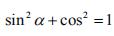 sin² α + cos² = 1